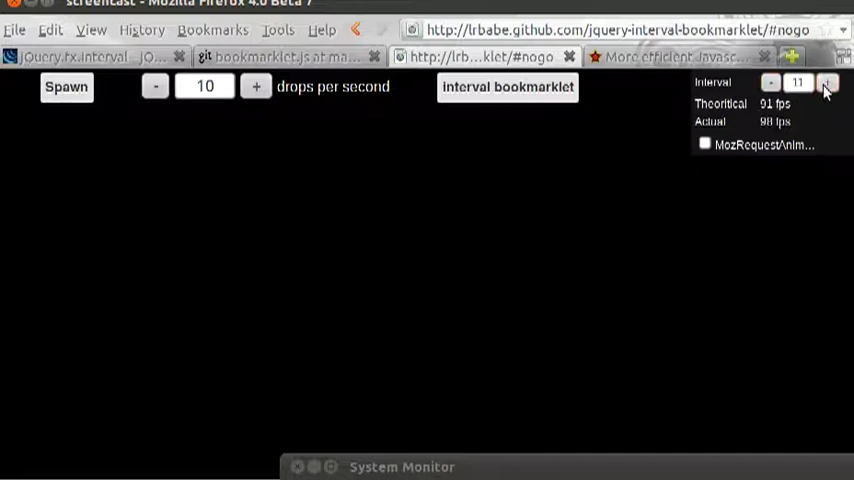 screencast - Mozilla Firefox 4.0 Beta 7
File Edit View History Bookmarks Tools Help http://lrbabe.github.com/jquery-interval-bookmarklet/#nogo
jQuery.fx.interval - jQ... git bookmarklet.js at ma... http://lrb...klet/#nogo More efficient Javasc...
Spawn - 10 + drops per second interval bookmarklet
Interval - 11 +
Theoritical 91 fps
Actual 98 fps
MozRequestAnim...
System Monitor